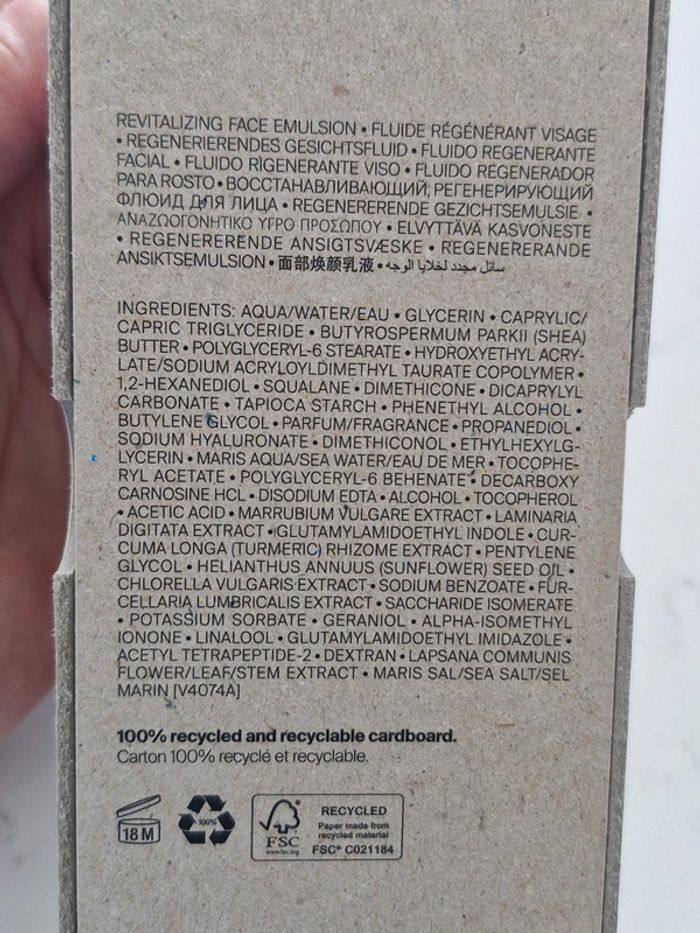 REVITALIZING FACE EMULSION • FLUIDE RÉGÉNÉRANT VISAGE
• REGENERIERENDES GESICHTSFLUID • FLUIDO REGENERANTE
FACIAL • FLUIDO RIGENERANTE VISO • FLUIDO REGENERADOR
PARA ROSTO • ВОССТАНАВЛИВАЮЩИЙ, РЕГЕНЕРИРУЮЩИЙ
ФЛЮИД ДЛЯ ЛИЦА • REGENERERENDE GEZICHTSEMULSIE •
ΑΝΑΖΩΟΓΟΝΗΤΙΚΟ ΥΓΡΟ ΠΡΟΣΩΠΟΥ • ELVYTTÄVÄ KASVONESTE
• REGENERERENDE ANSIGTSVÆSKE • REGENERERANDE
ANSIKTSEMULSION • 面部焕颜乳液 • سائل مجدد لخلايا الوجه
INGREDIENTS: AQUA/WATER/EAU • GLYCERIN • CAPRYLIC/
CAPRIC TRIGLYCERIDE • BUTYROSPERMUM PARKII (SHEA)
BUTTER • POLYGLYCERYL-6 STEARATE • HYDROXYETHYL ACRY-
LATE/SODIUM ACRYLOYLDIMETHYL TAURATE COPOLYMER •
1,2-HEXANEDIOL • SQUALANE • DIMETHICONE • DICAPRYLYL
CARBONATE • TAPIOCA STARCH • PHENETHYL ALCOHOL •
BUTYLENE GLYCOL • PARFUM/FRAGRANCE • PROPANEDIOL •
SODIUM HYALURONATE • DIMETHICONOL • ETHYLHEXYLG-
LYCERIN • MARIS AQUA/SEA WATER/EAU DE MER • TOCOPHE-
RYL ACETATE • POLYGLYCERYL-6 BEHENATE • DECARBOXY
CARNOSINE HCL • DISODIUM EDTA • ALCOHOL • TOCOPHEROL
• ACETIC ACID • MARRUBIUM VULGARE EXTRACT • LAMINARIA
DIGITATA EXTRACT • GLUTAMYLAMIDOETHYL INDOLE • CUR-
CUMA LONGA (TURMERIC) RHIZOME EXTRACT • PENTYLENE
GLYCOL • HELIANTHUS ANNUUS (SUNFLOWER) SEED OIL •
CHLORELLA VULGARIS EXTRACT • SODIUM BENZOATE • FUR-
CELLARIA LUMBRICALIS EXTRACT • SACCHARIDE ISOMERATE
• POTASSIUM SORBATE • GERANIOL • ALPHA-ISOMETHYL
IONONE • LINALOOL • GLUTAMYLAMIDOETHYL IMIDAZOLE •
ACETYL TETRAPEPTIDE-2 • DEXTRAN • LAPSANA COMMUNIS
FLOWER/LEAF/STEM EXTRACT • MARIS SAL/SEA SALT/SEL
MARIN [V4074A]
100% recycled and recyclable cardboard.
Carton 100% recyclé et recyclable.
18 M
100%
FSC
www.fsc.org
RECYCLED
Paper made from
recycled material
FSC® C021184